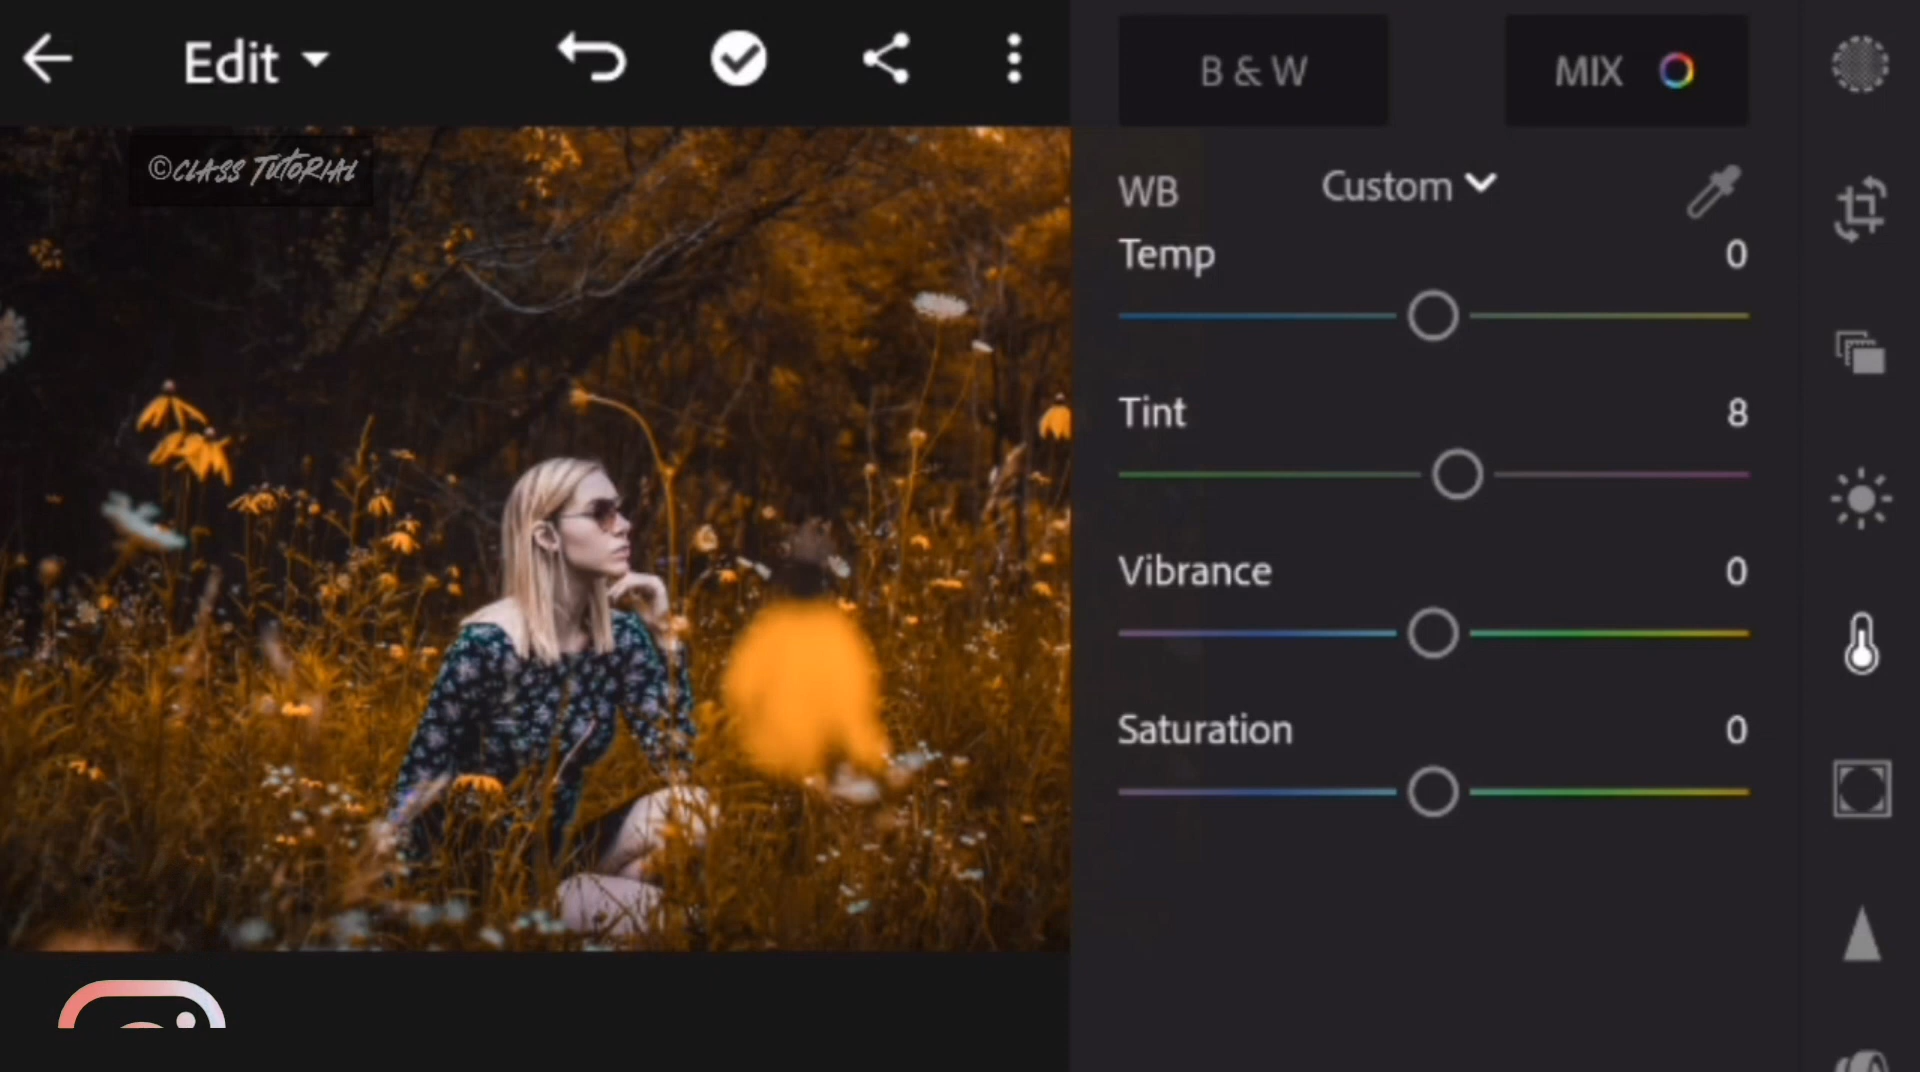 Edit
B & W
MIX
©CLASS TUTORIAL
WB
Custom
Temp
0
Tint
8
Vibrance
0
Saturation
0